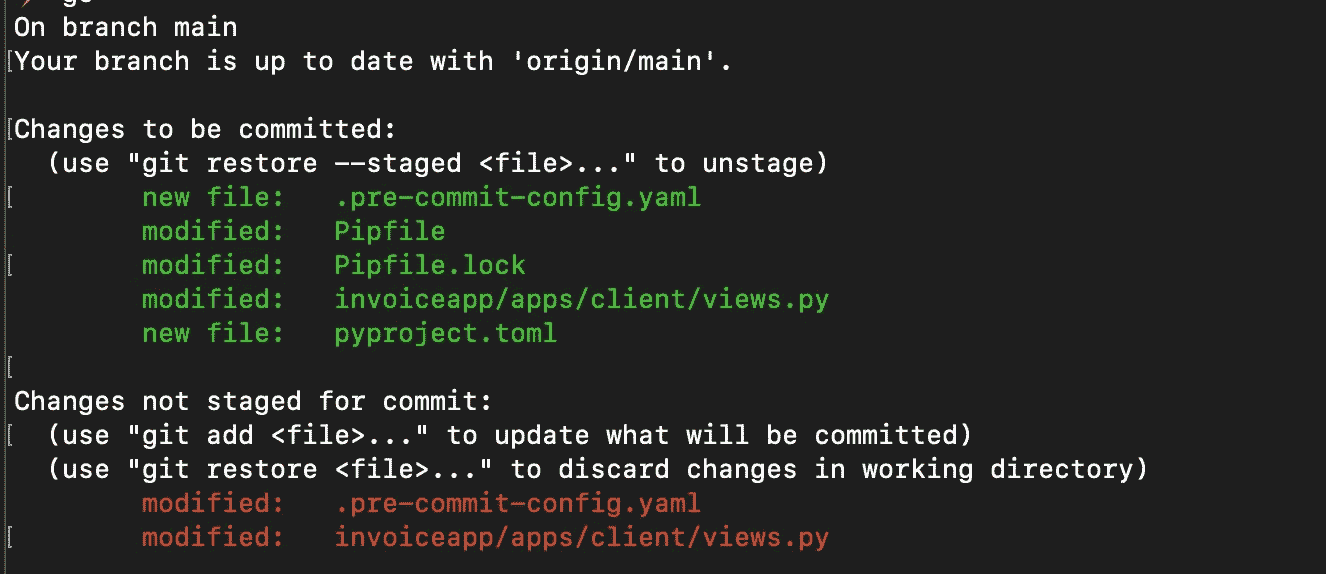 On branch main
Your branch is up to date with 'origin/main'.
Changes to be committed:
(use "git restore --staged <file>..." to unstage)
new file: .pre-commit-config.yaml
modified: Pipfile
modified: Pipfile.lock
modified: invoiceapp/apps/client/views.py
new file: pyproject.toml
Changes not staged for commit:
(use "git add <file>..." to update what will be committed)
(use "git restore <file>..." to discard changes in working directory)
modified: .pre-commit-config.yaml
modified: invoiceapp/apps/client/views.py